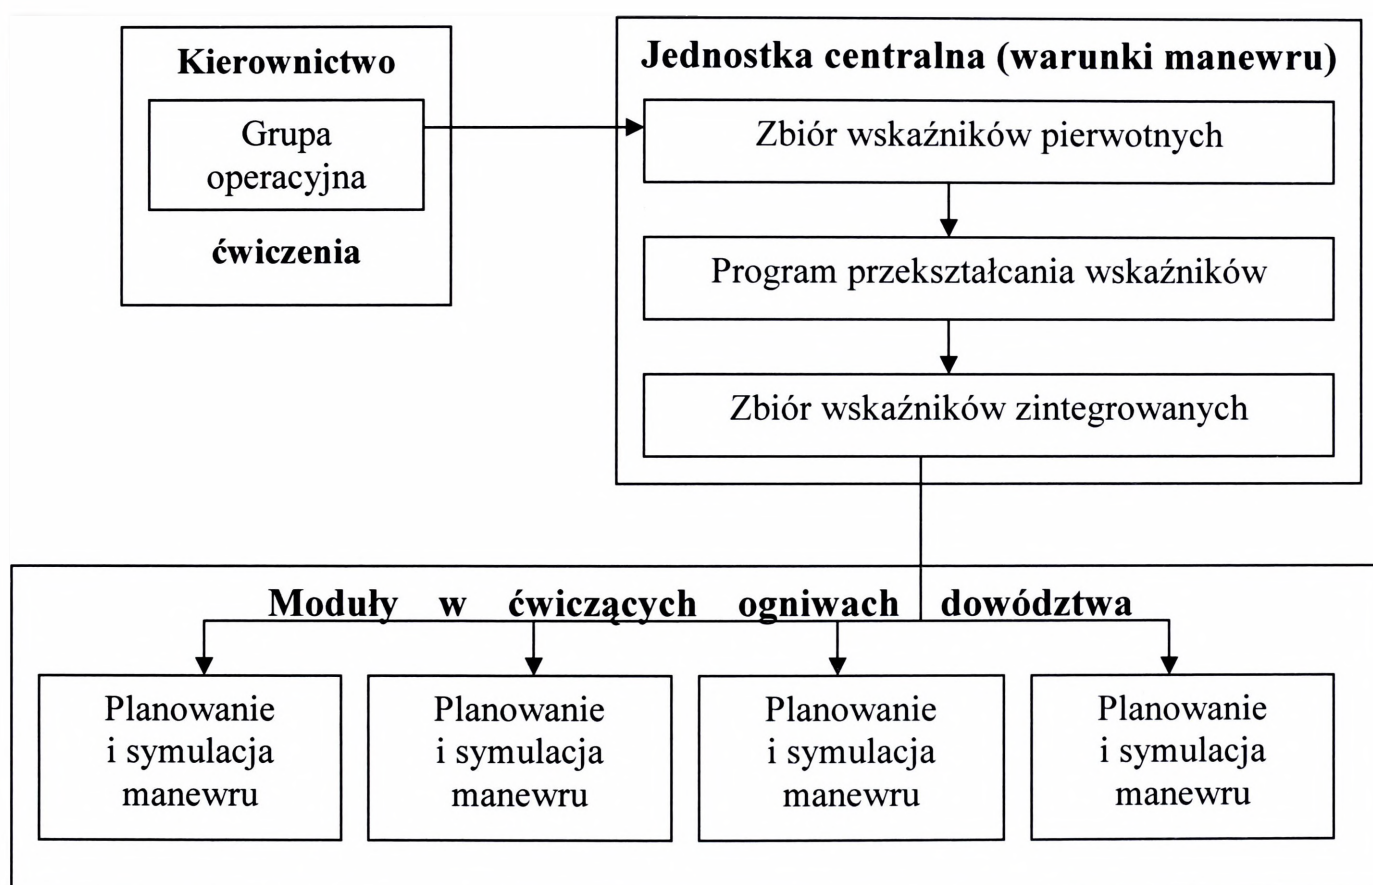 Kierownictwo
Grupa
operacyjna
ćwiczenia
Jednostka centralna (warunki manewru)
Zbiór wskaźników pierwotnych
Program przekształcania wskaźników
Zbiór wskaźników zintegrowanych
Moduły w ćwiczących ogniwach dowództwa
Planowanie
i symulacja
manewru
Planowanie
i symulacja
manewru
Planowanie
i symulacja
manewru
Planowanie
i symulacja
manewru